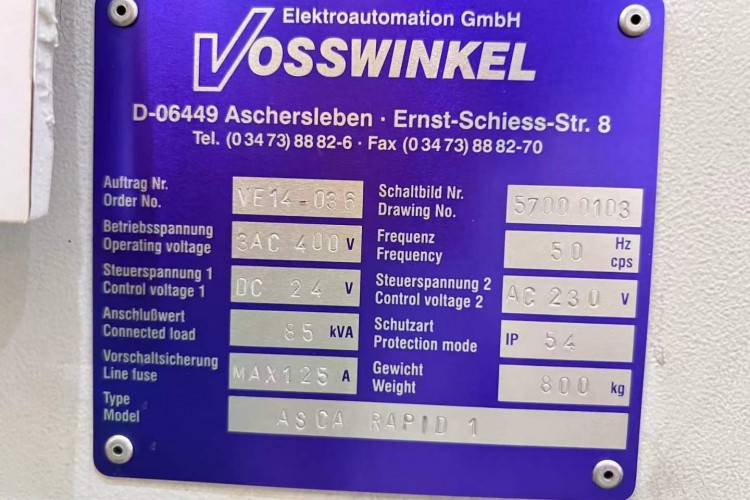 Elektroautomation GmbH
VOSSWINKEL
D-06449 Aschersleben · Ernst-Schiess-Str. 8
Tel. (0 34 73) 88 82-6 · Fax (0 34 73) 88 82-70
Auftrag Nr.
Order No.
VE14-036
Schaltbild Nr.
Drawing No.
5700 0103
Betriebsspannung
Operating voltage
3AC 400 V
Frequenz
Frequency
50 Hz
cps
Steuerspannung 1
Control voltage 1
DC 24 V
Steuerspannung 2
Control voltage 2
AC 230 V
Anschlußwert
Connected load
85 kVA
Schutzart
Protection mode
IP 54
Vorschaltsicherung
Line fuse
MAX125 A
Gewicht
Weight
800 kg
Type
Model
ASCA RAPID 1